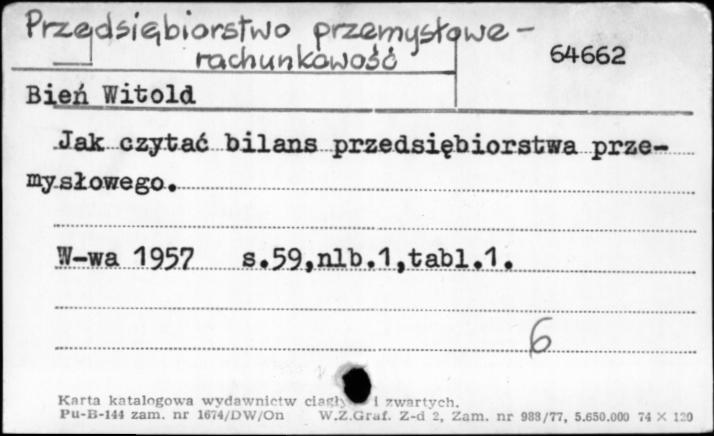 Przedsiębiorstwo przemysłowe -
rachunkowość
64662
Bień Witold
Jak czytać bilans przedsiębiorstwa prze-
mysłowego.
W-wa 1957 s.59,nlb.1,tabl.1.
6
Karta katalogowa wydawnictw i zwartych.
Pu-B-144 zam. nr 1674/DW/On W.Z.Graf. Z-d 2, Zam. nr 988/77, 5.650.000 74 X 120